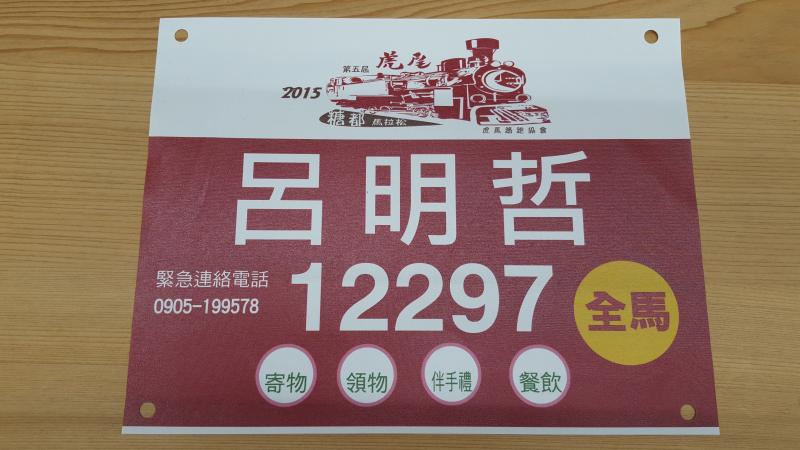 第五屆 虎尾
2015
糖都 馬拉松
虎馬路跑協會
呂明哲
緊急連絡電話
0905-199578
12297
全馬
寄物 領物 伴手禮 餐飲